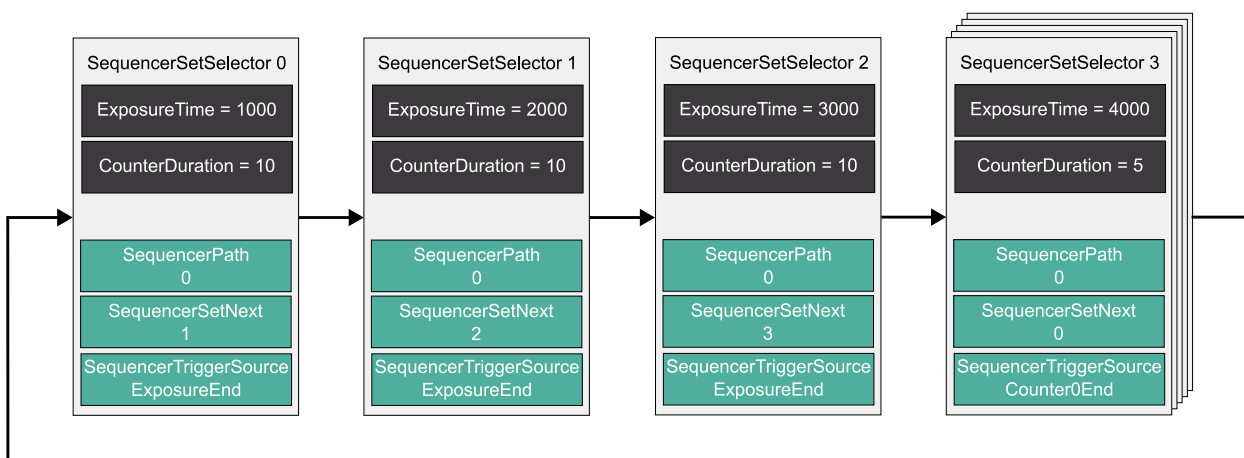 SequencerSetSelector 0
ExposureTime = 1000
CounterDuration = 10
SequencerPath
0
SequencerSetNext
1
SequencerTriggerSource
ExposureEnd
SequencerSetSelector 1
ExposureTime = 2000
CounterDuration = 10
SequencerPath
0
SequencerSetNext
2
SequencerTriggerSource
ExposureEnd
SequencerSetSelector 2
ExposureTime = 3000
CounterDuration = 10
SequencerPath
0
SequencerSetNext
3
SequencerTriggerSource
ExposureEnd
SequencerSetSelector 3
ExposureTime = 4000
CounterDuration = 5
SequencerPath
0
SequencerSetNext
0
SequencerTriggerSource
Counter0End